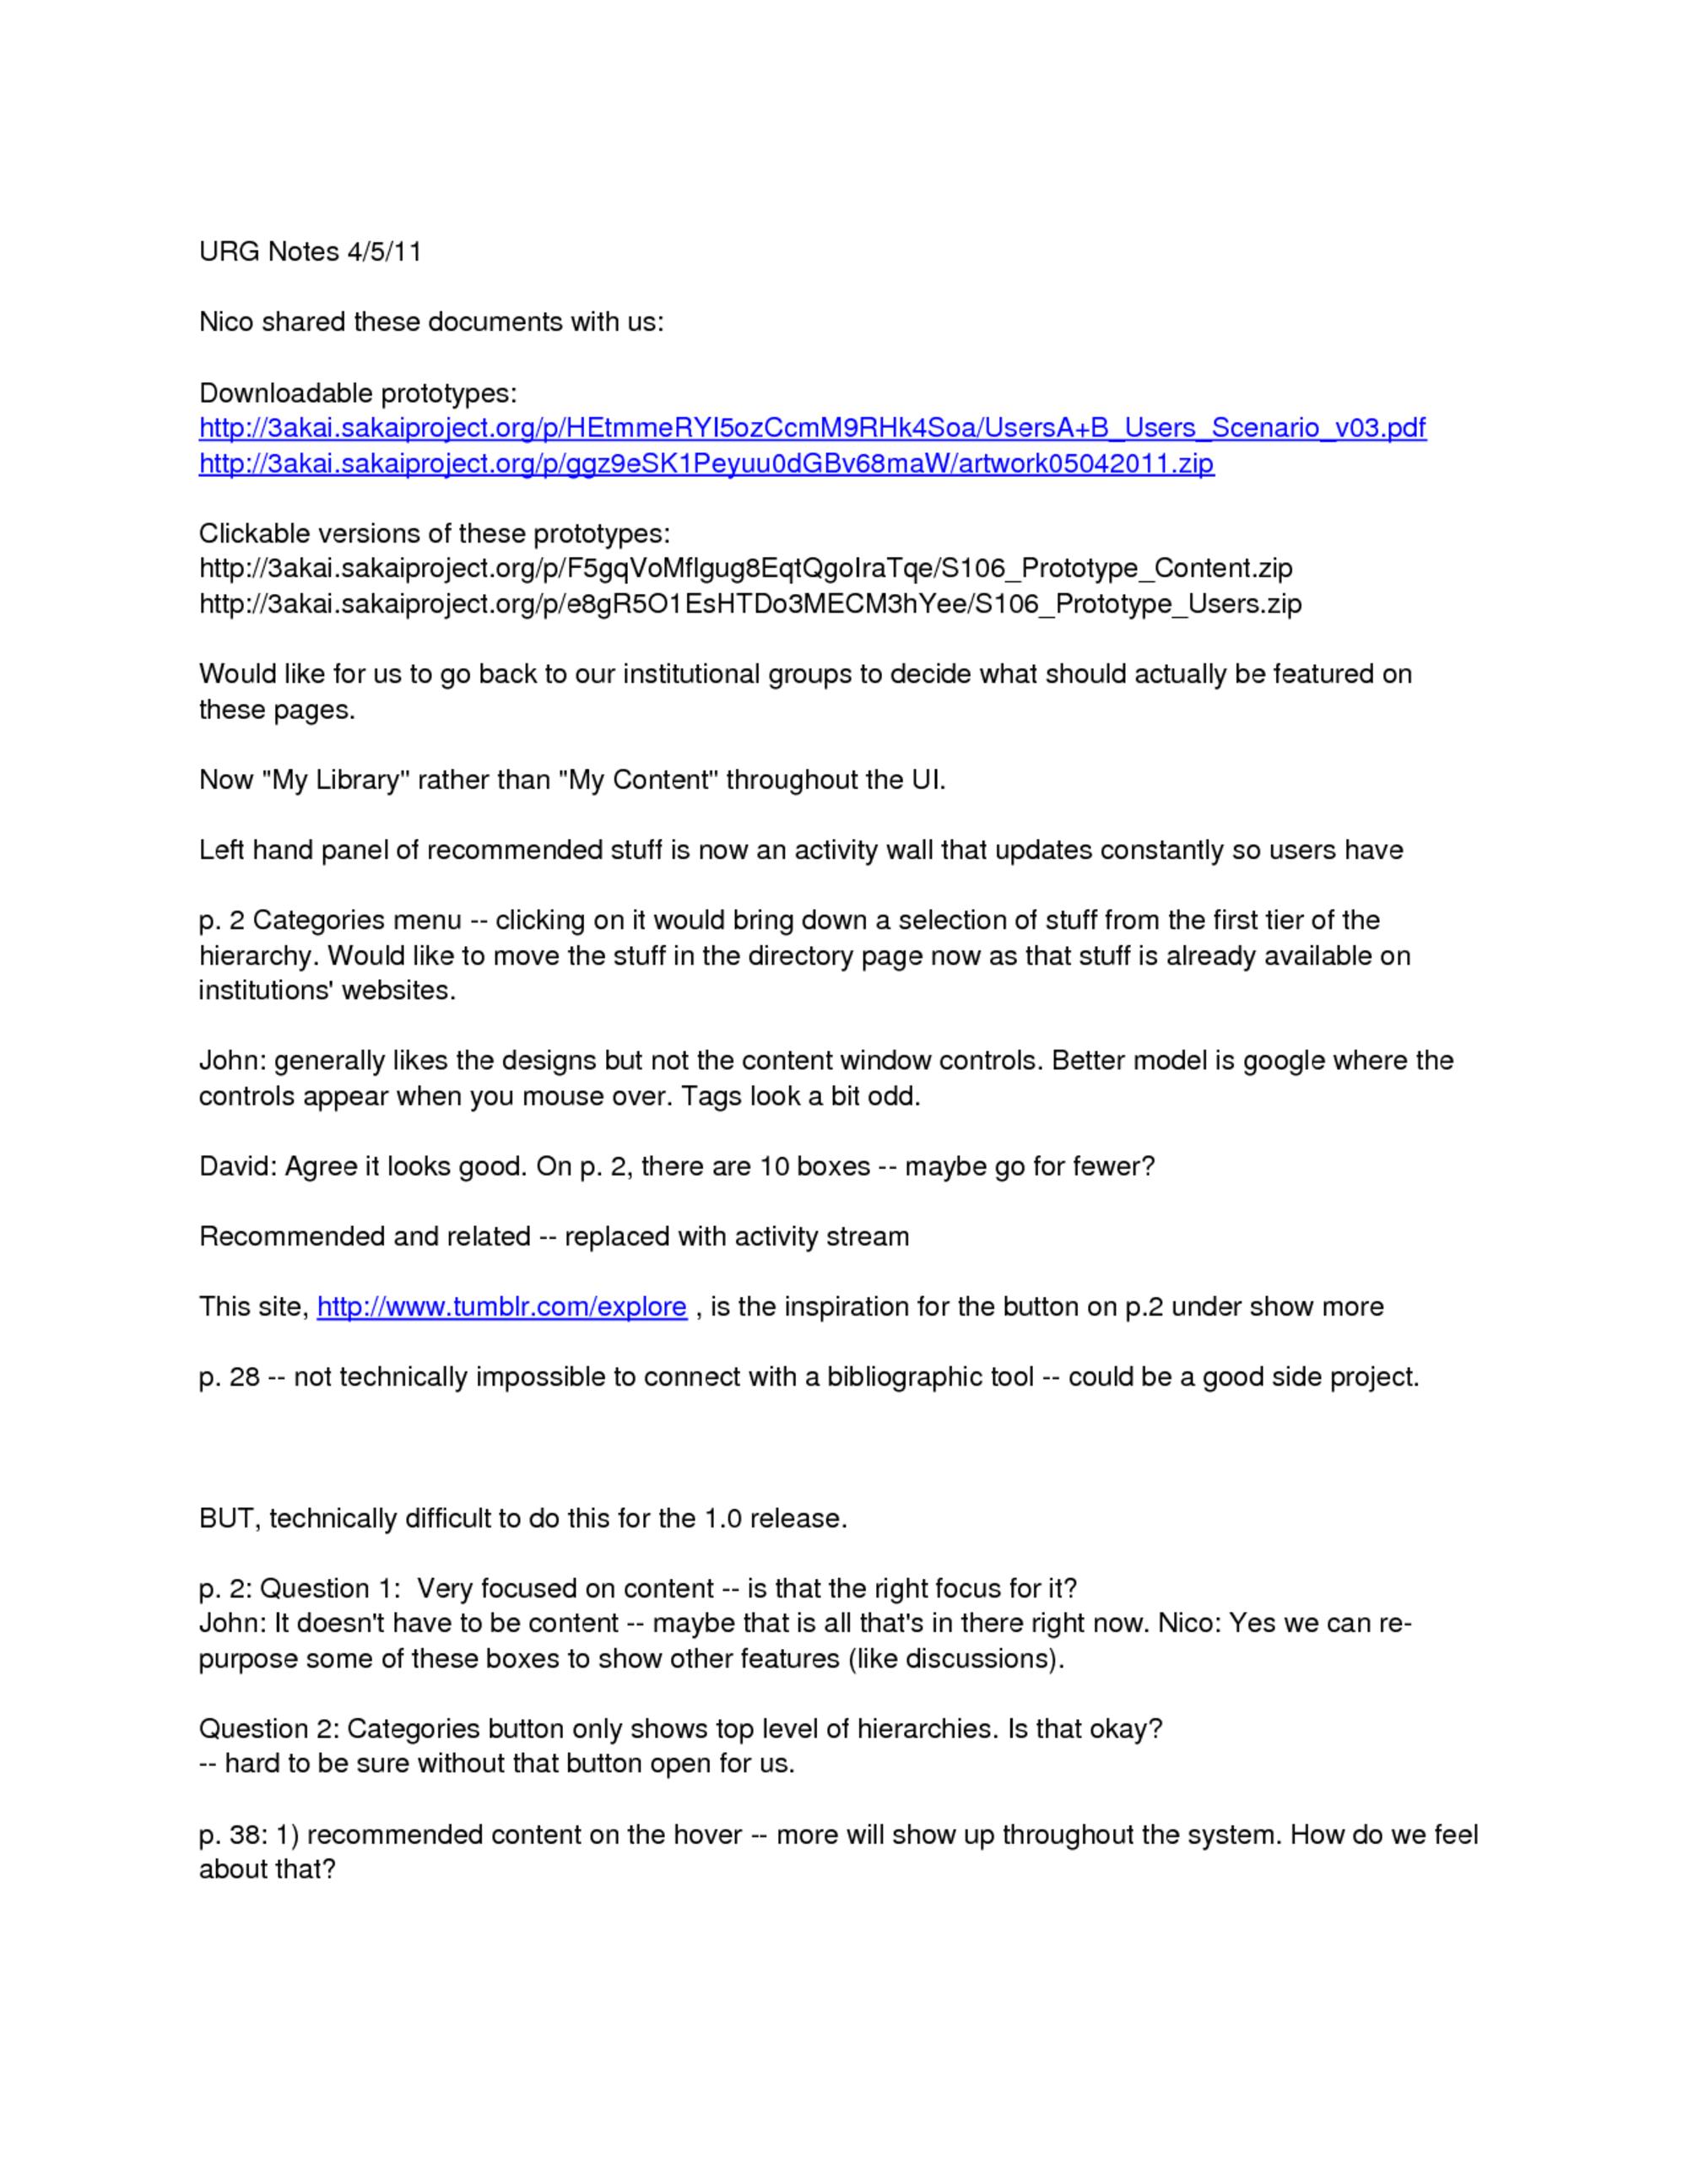 URG Notes 4/5/11
Nico shared these documents with us:
Downloadable prototypes:
http://3akai.sakaiproject.org/p/HEtmmeRYI5ozCcmM9RHk4Soa/UsersA+B_Users_Scenario_v03.pdf
http://3akai.sakaiproject.org/p/ggz9eSK1Peyuu0dGBv68maW/artwork05042011.zip
Clickable versions of these prototypes:
http://3akai.sakaiproject.org/p/F5gqVoMflgug8EqtQgoIraTqe/S106_Prototype_Content.zip
http://3akai.sakaiproject.org/p/e8gR5O1EsHTDo3MECM3hYee/S106_Prototype_Users.zip
Would like for us to go back to our institutional groups to decide what should actually be featured on
these pages.
Now "My Library" rather than "My Content" throughout the UI.
Left hand panel of recommended stuff is now an activity wall that updates constantly so users have
p. 2 Categories menu -- clicking on it would bring down a selection of stuff from the first tier of the
hierarchy. Would like to move the stuff in the directory page now as that stuff is already available on
institutions' websites.
John: generally likes the designs but not the content window controls. Better model is google where the
controls appear when you mouse over. Tags look a bit odd.
David: Agree it looks good. On p. 2, there are 10 boxes -- maybe go for fewer?
Recommended and related -- replaced with activity stream
This site, http://www.tumblr.com/explore , is the inspiration for the button on p.2 under show more
p. 28 -- not technically impossible to connect with a bibliographic tool -- could be a good side project.
BUT, technically difficult to do this for the 1.0 release.
p. 2: Question 1:  Very focused on content -- is that the right focus for it?
John: It doesn't have to be content -- maybe that is all that's in there right now. Nico: Yes we can re-
purpose some of these boxes to show other features (like discussions).
Question 2: Categories button only shows top level of hierarchies. Is that okay?
-- hard to be sure without that button open for us.
p. 38: 1) recommended content on the hover -- more will show up throughout the system. How do we feel
about that?